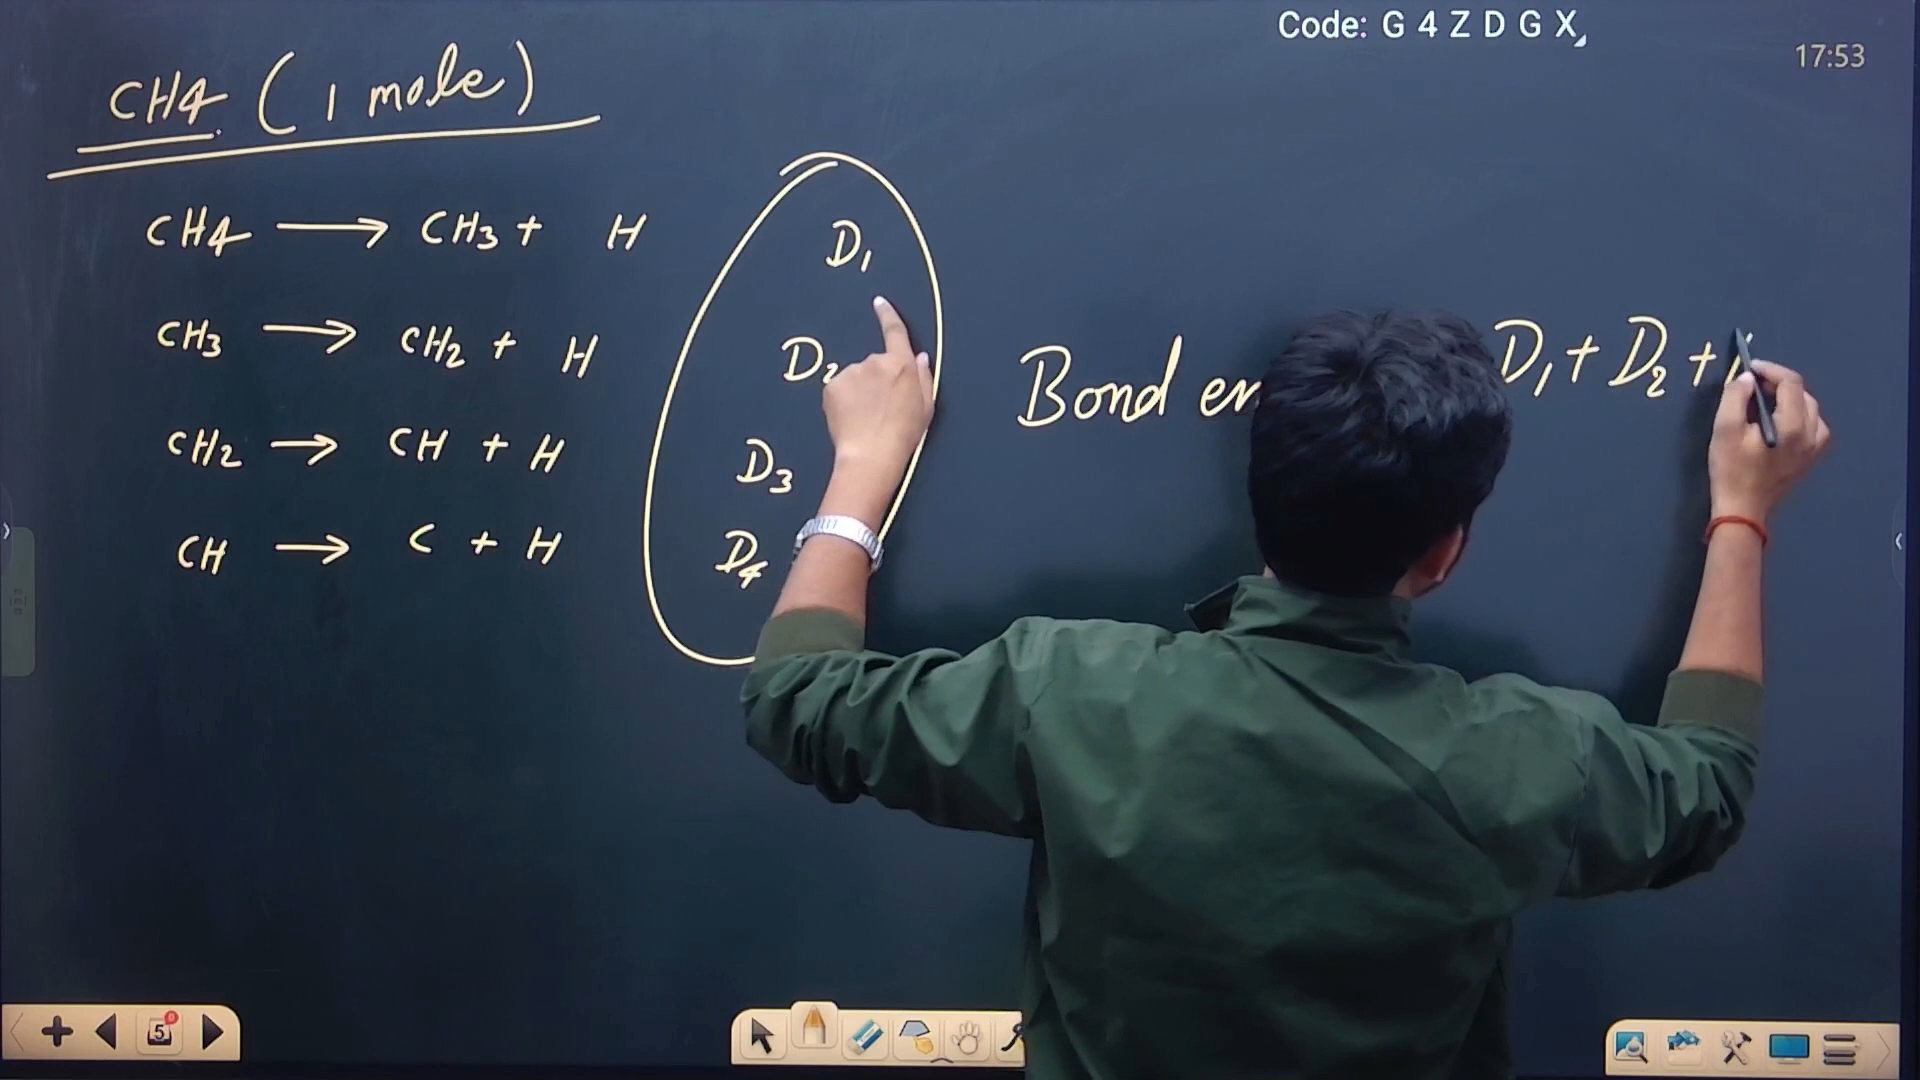 Code: G 4 Z D G X
17:53
CH4 (1 mole)
CH4 → CH3 + H D1
CH3 → CH2 + H D2
Bond en D1 + D2 +
CH2 → CH + H D3
CH → C + H D4
5